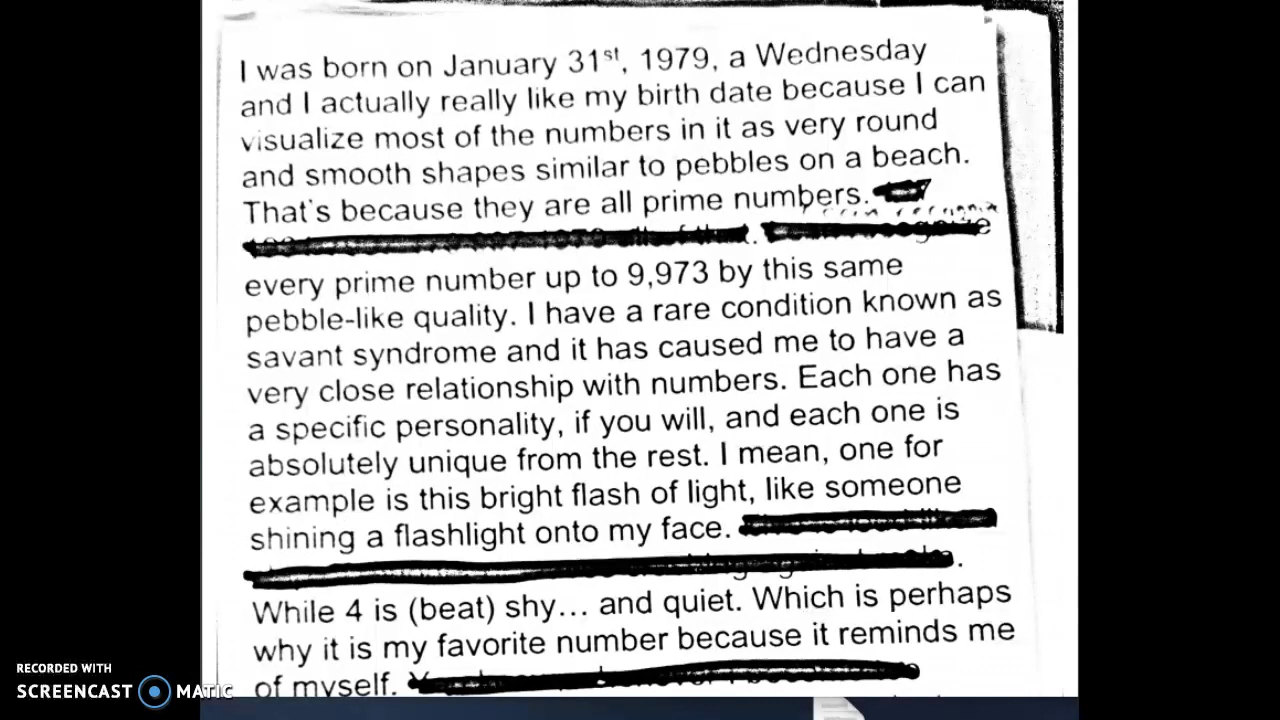 I was born on January 31st, 1979, a Wednesday
and I actually really like my birth date because I can
visualize most of the numbers in it as very round
and smooth shapes similar to pebbles on a beach.
That's because they are all prime numbers.
every prime number up to 9,973 by this same
pebble-like quality. I have a rare condition known as
savant syndrome and it has caused me to have a
very close relationship with numbers. Each one has
a specific personality, if you will, and each one is
absolutely unique from the rest. I mean, one for
example is this bright flash of light, like someone
shining a flashlight onto my face.
While 4 is (beat) shy... and quiet. Which is perhaps
why it is my favorite number because it reminds me
of myself.
RECORDED WITH
SCREENCAST MATIC